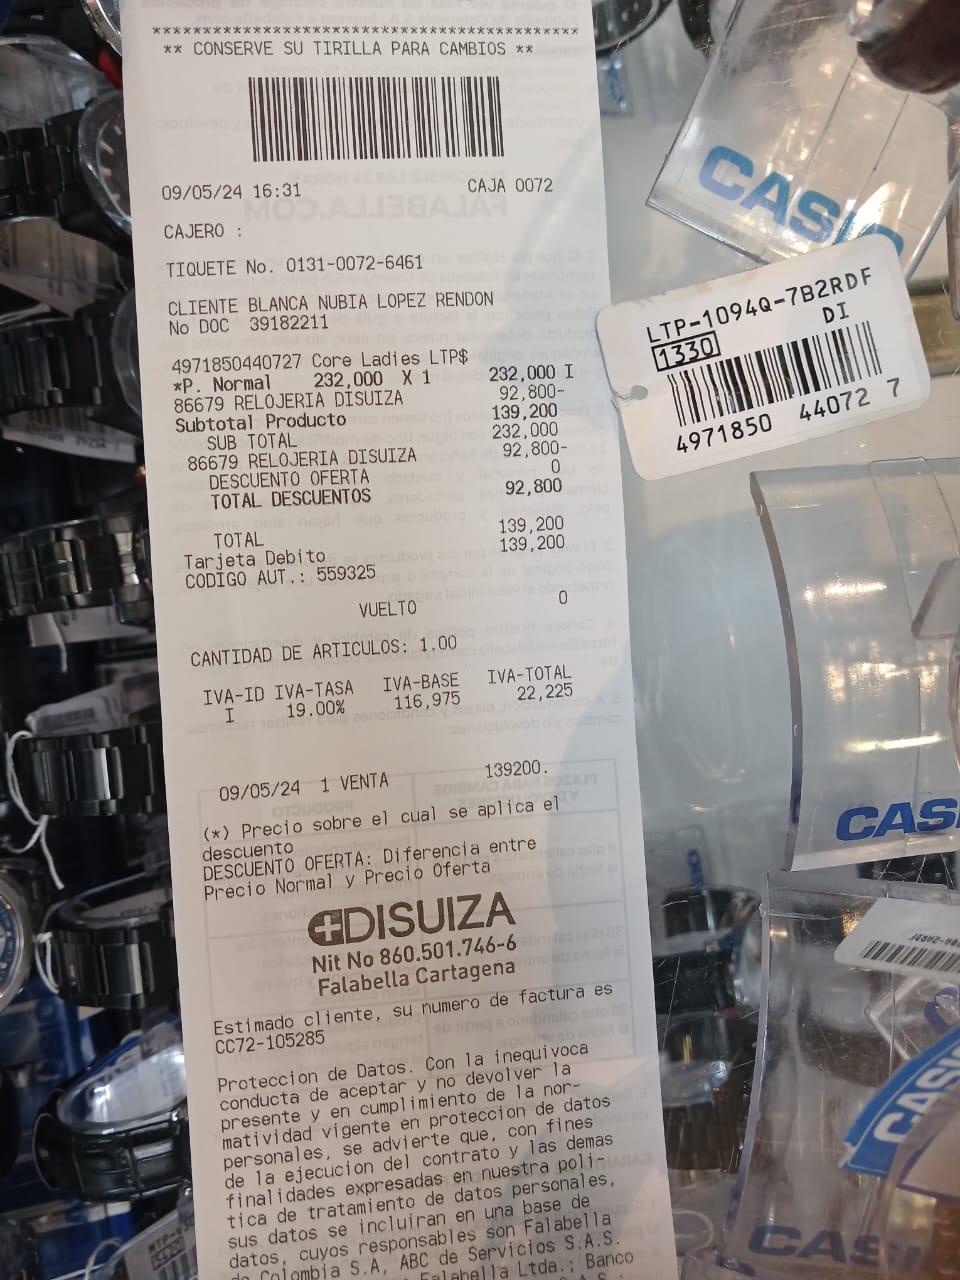 *******************************************
** CONSERVE SU TIRILLA PARA CAMBIOS **
09/05/24 16:31 CAJA 0072
CAJERO :
TIQUETE No. 0131-0072-6461
CLIENTE BLANCA NUBIA LOPEZ RENDON
No DOC 39182211
4971850440727 Core Ladies LTP$
*P. Normal 232,000 X 1 232,000 I
86679 RELOJERIA DISUIZA 92,800-
Subtotal Producto 139,200
SUB TOTAL 232,000
86679 RELOJERIA DISUIZA 92,800-
DESCUENTO OFERTA 0
TOTAL DESCUENTOS 92,800
TOTAL 139,200
Tarjeta Debito 139,200
CODIGO AUT.: 559325
VUELTO 0
CANTIDAD DE ARTICULOS: 1.00
IVA-ID IVA-TASA IVA-BASE IVA-TOTAL
I 19.00% 116,975 22,225
09/05/24 1 VENTA 139200.
(*) Precio sobre el cual se aplica el
descuento
DESCUENTO OFERTA: Diferencia entre
Precio Normal y Precio Oferta
DISUIZA
Nit No 860.501.746-6
Falabella Cartagena
Estimado cliente, su numero de factura es
CC72-105285
Proteccion de Datos. Con la inequivoca
conducta de aceptar y no devolver la
presente y en cumplimiento de la nor-
matividad vigente en proteccion de datos
personales, se advierte que, con fines
de la ejecucion del contrato y las demas
finalidades expresadas en nuestra poli-
tica de tratamiento de datos personales,
sus datos se incluiran en una base de
datos, cuyos responsables son Falabella
de Colombia S.A, ABC de Servicios S.A.S.
Falabella Ltda.; Banco
CASIO
LTP-1094Q-7B2RDF
DI
1330
4971850 44072 7
CAS
CAS
CAS